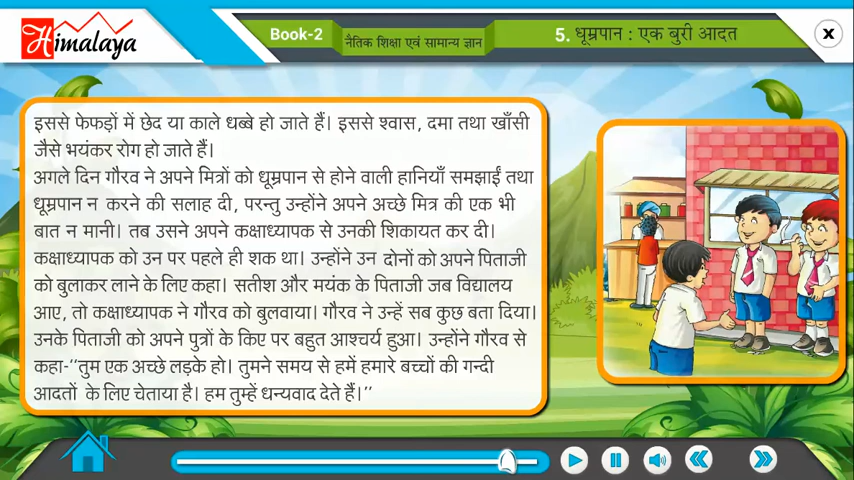 Himalaya
Book-2
नैतिक शिक्षा एवं सामान्य ज्ञान
5. धूम्रपान : एक बुरी आदत
x
इससे फेफड़ों में छेद या काले धब्बे हो जाते हैं। इससे श्वास, दमा तथा खाँसी
जैसे भयंकर रोग हो जाते हैं।
अगले दिन गौरव ने अपने मित्रों को धूम्रपान से होने वाली हानियाँ समझाईं तथा
धूम्रपान न करने की सलाह दी, परन्तु उन्होंने अपने अच्छे मित्र की एक भी
बात न मानी। तब उसने अपने कक्षाध्यापक से उनकी शिकायत कर दी।
कक्षाध्यापक को उन पर पहले ही शक था। उन्होंने उन दोनों को अपने पिताजी
को बुलाकर लाने के लिए कहा। सतीश और मयंक के पिताजी जब विद्यालय
आए, तो कक्षाध्यापक ने गौरव को बुलवाया। गौरव ने उन्हें सब कुछ बता दिया।
उनके पिताजी को अपने पुत्रों के किए पर बहुत आश्चर्य हुआ। उन्होंने गौरव से
कहा-"तुम एक अच्छे लड़के हो। तुमने समय से हमें हमारे बच्चों की गन्दी
आदतों के लिए चेताया है। हम तुम्हें धन्यवाद देते हैं।"